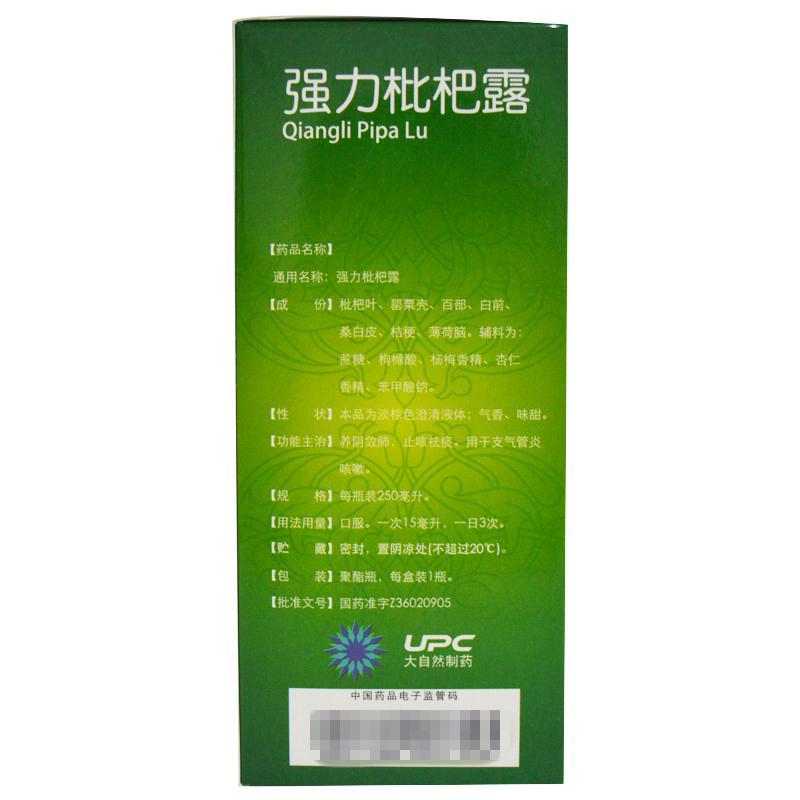 强力枇杷露
Qiangli Pipa Lu
【药品名称】
通用名称：强力枇杷露
【成　份】枇杷叶、罂粟壳、百部、白前、
桑白皮、桔梗、薄荷脑。辅料为：
蔗糖、枸橼酸、杨梅香精、杏仁
香精、苯甲酸钠。
【性　状】本品为淡棕色澄清液体；气香、味甜。
【功能主治】养阴敛肺，止咳祛痰。用于支气管炎
咳嗽。
【规　格】每瓶装250毫升。
【用法用量】口服。一次15毫升，一日3次。
【贮　藏】密封，置阴凉处(不超过20℃)。
【包　装】聚酯瓶，每盒装1瓶。
【批准文号】国药准字Z36020905
UPC
大自然制药
中国药品电子监管码